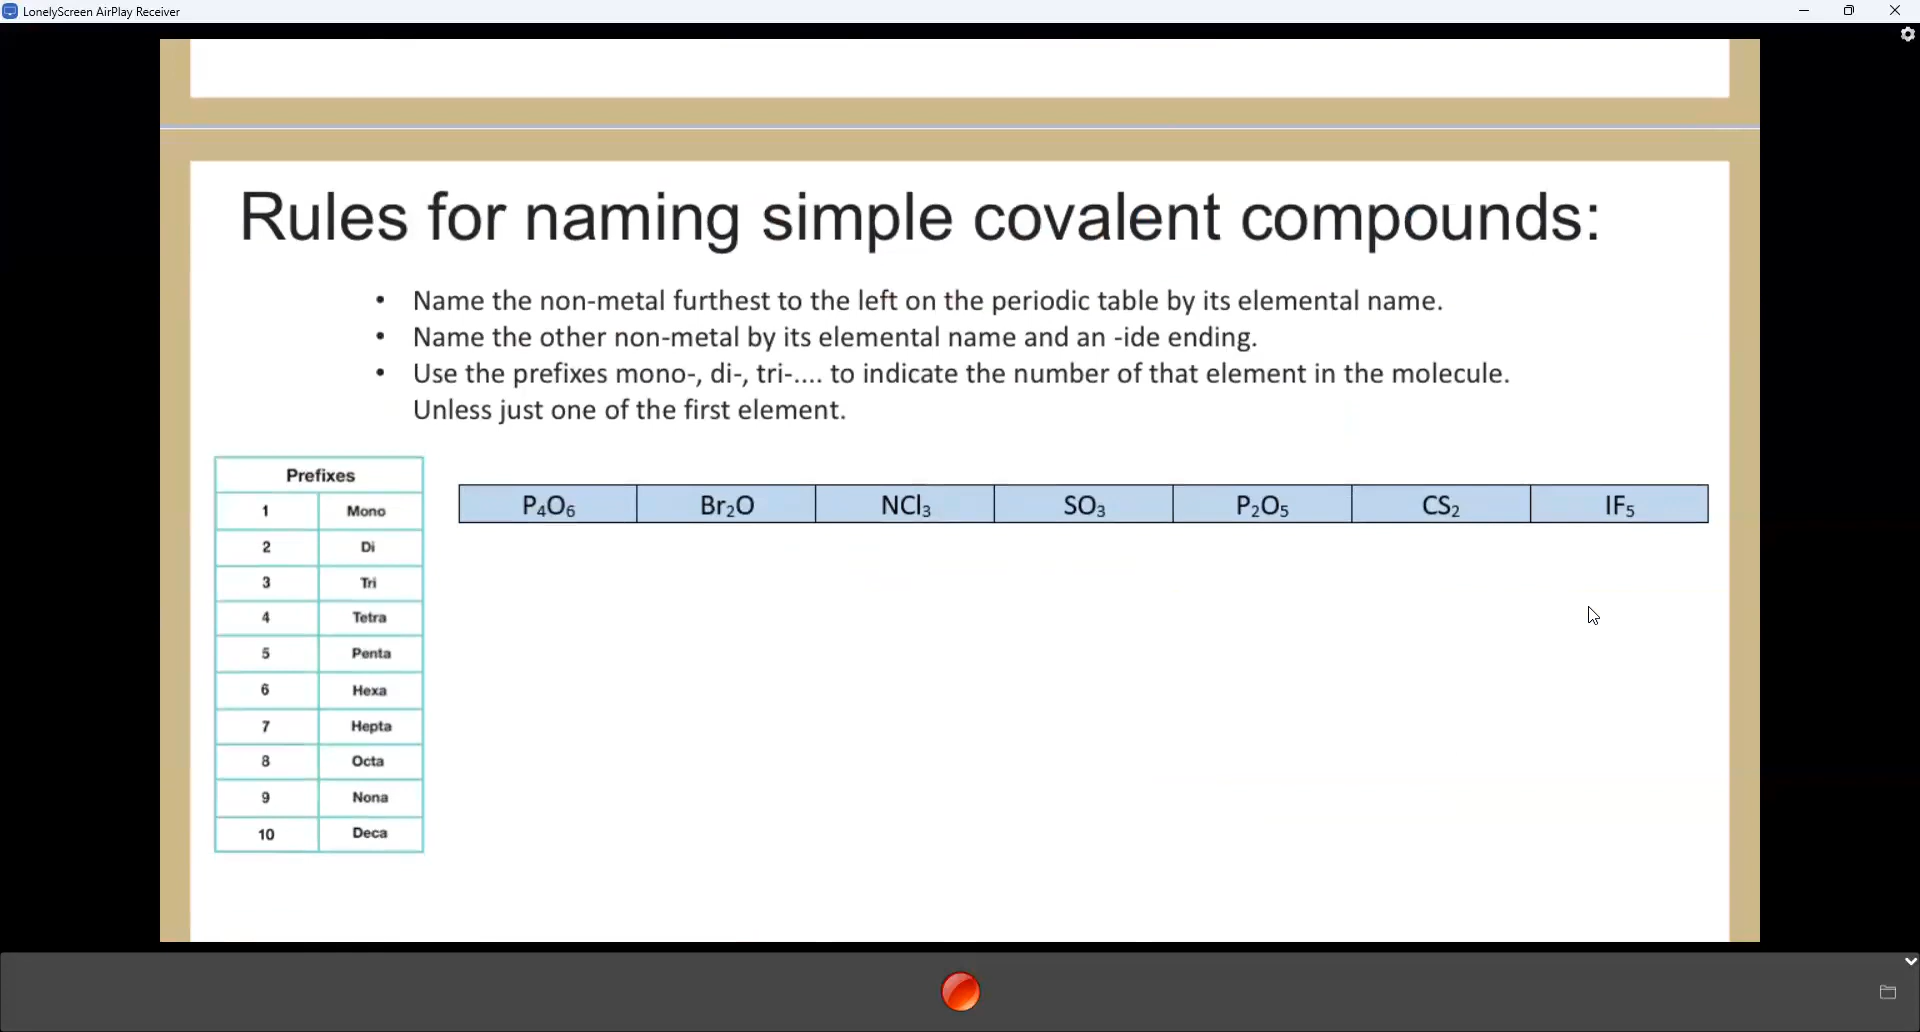 LonelyScreen AirPlay Receiver
Rules for naming simple covalent compounds:
• Name the non-metal furthest to the left on the periodic table by its elemental name.
• Name the other non-metal by its elemental name and an -ide ending.
• Use the prefixes mono-, di-, tri-.... to indicate the number of that element in the molecule.
Unless just one of the first element.
Prefixes
1 Mono
2 Di
3 Tri
4 Tetra
5 Penta
6 Hexa
7 Hepta
8 Octa
9 Nona
10 Deca
P₄O₆ Br₂O NCl₃ SO₃ P₂O₅ CS₂ IF₅